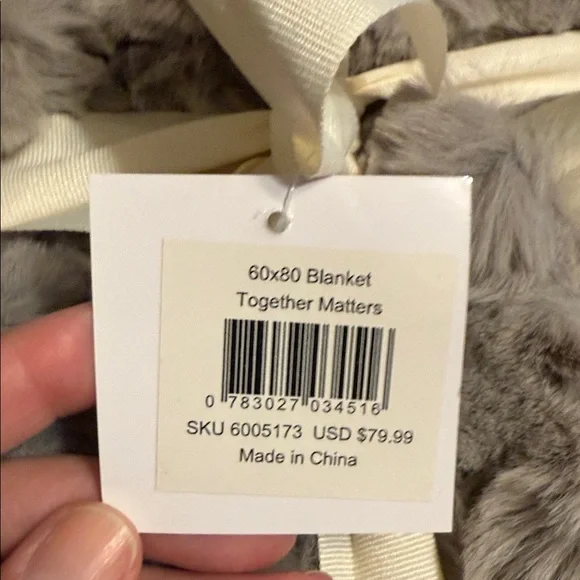 60x80 Blanket
Together Matters
0 783027 034516
SKU 6005173 USD $79.99
Made in China